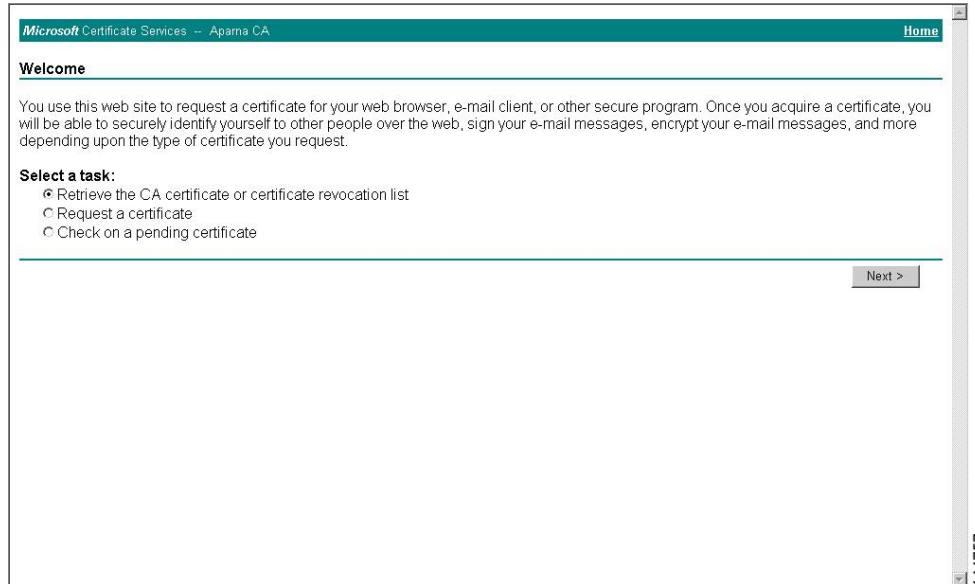 Microsoft Certificate Services -- Aparna CA Home
Welcome
You use this web site to request a certificate for your web browser, e-mail client, or other secure program. Once you acquire a certificate, you
will be able to securely identify yourself to other people over the web, sign your e-mail messages, encrypt your e-mail messages, and more
depending upon the type of certificate you request.
Select a task:
Retrieve the CA certificate or certificate revocation list
Request a certificate
Check on a pending certificate
Next >